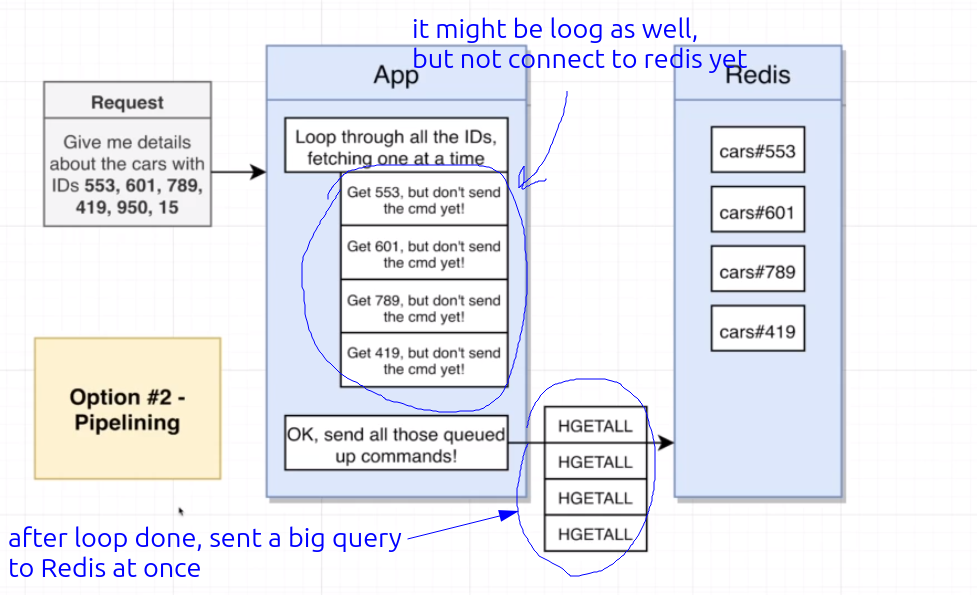 it might be loog as well,
but not connect to redis yet
App
Redis
Request
Give me details
about the cars with
IDs 553, 601, 789,
419, 950, 15
Loop through all the IDs,
fetching one at a time
Get 553, but don't send
the cmd yet!
Get 601, but don't send
the cmd yet!
Get 789, but don't send
the cmd yet!
Get 419, but don't send
the cmd yet!
OK, send all those queued
up commands!
HGETALL
HGETALL
HGETALL
HGETALL
cars#553
cars#601
cars#789
cars#419
Option #2 -
Pipelining
after loop done, sent a big query
to Redis at once